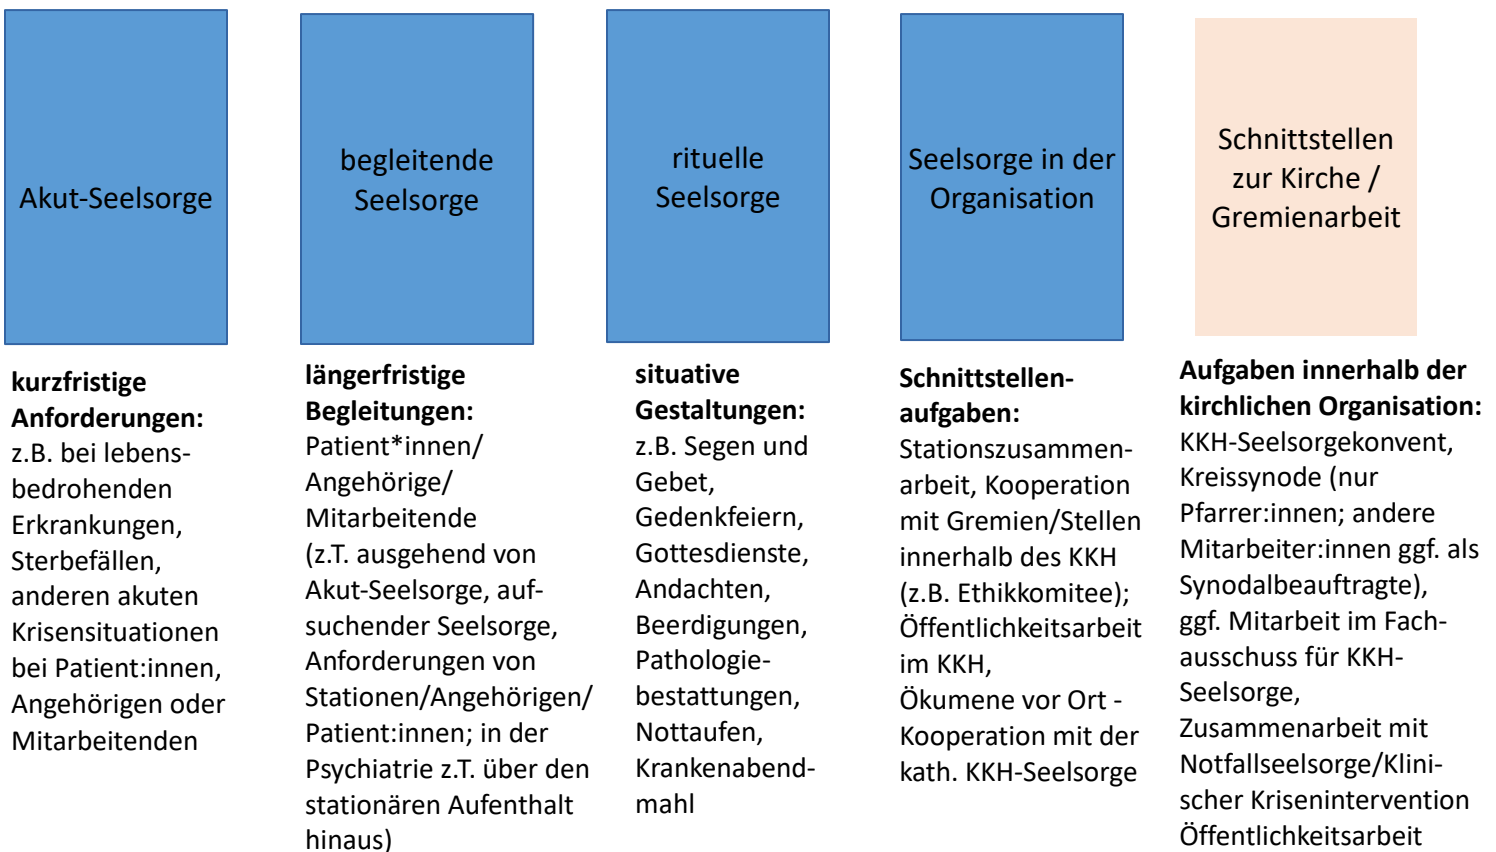 Akut-Seelsorge
begleitende
Seelsorge
rituelle
Seelsorge
Seelsorge in der
Organisation
Schnittstellen
zur Kirche /
Gremienarbeit
kurzfristige
Anforderungen:
z.B. bei lebens-
bedrohenden
Erkrankungen,
Sterbefällen,
anderen akuten
Krisensituationen
bei Patient:innen,
Angehörigen oder
Mitarbeitenden
längerfristige
Begleitungen:
Patient*innen/
Angehörige/
Mitarbeitende
(z.T. ausgehend von
Akut-Seelsorge, auf-
suchender Seelsorge,
Anforderungen von
Stationen/Angehörigen/
Patient:innen; in der
Psychiatrie z.T. über den
stationären Aufenthalt
hinaus)
situative
Gestaltungen:
z.B. Segen und
Gebet,
Gedenkfeiern,
Gottesdienste,
Andachten,
Beerdigungen,
Pathologie-
bestattungen,
Nottaufen,
Krankenabend-
mahl
Schnittstellen-
aufgaben:
Stationszusammen-
arbeit, Kooperation
mit Gremien/Stellen
innerhalb des KKH
(z.B. Ethikkomitee);
Öffentlichkeitsarbeit
im KKH,
Ökumene vor Ort -
Kooperation mit der
kath. KKH-Seelsorge
Aufgaben innerhalb der
kirchlichen Organisation:
KKH-Seelsorgekonvent,
Kreissynode (nur
Pfarrer:innen; andere
Mitarbeiter:innen ggf. als
Synodalbeauftragte),
ggf. Mitarbeit im Fach-
ausschuss für KKH-
Seelsorge,
Zusammenarbeit mit
Notfallseelsorge/Klini-
scher Krisenintervention
Öffentlichkeitsarbeit